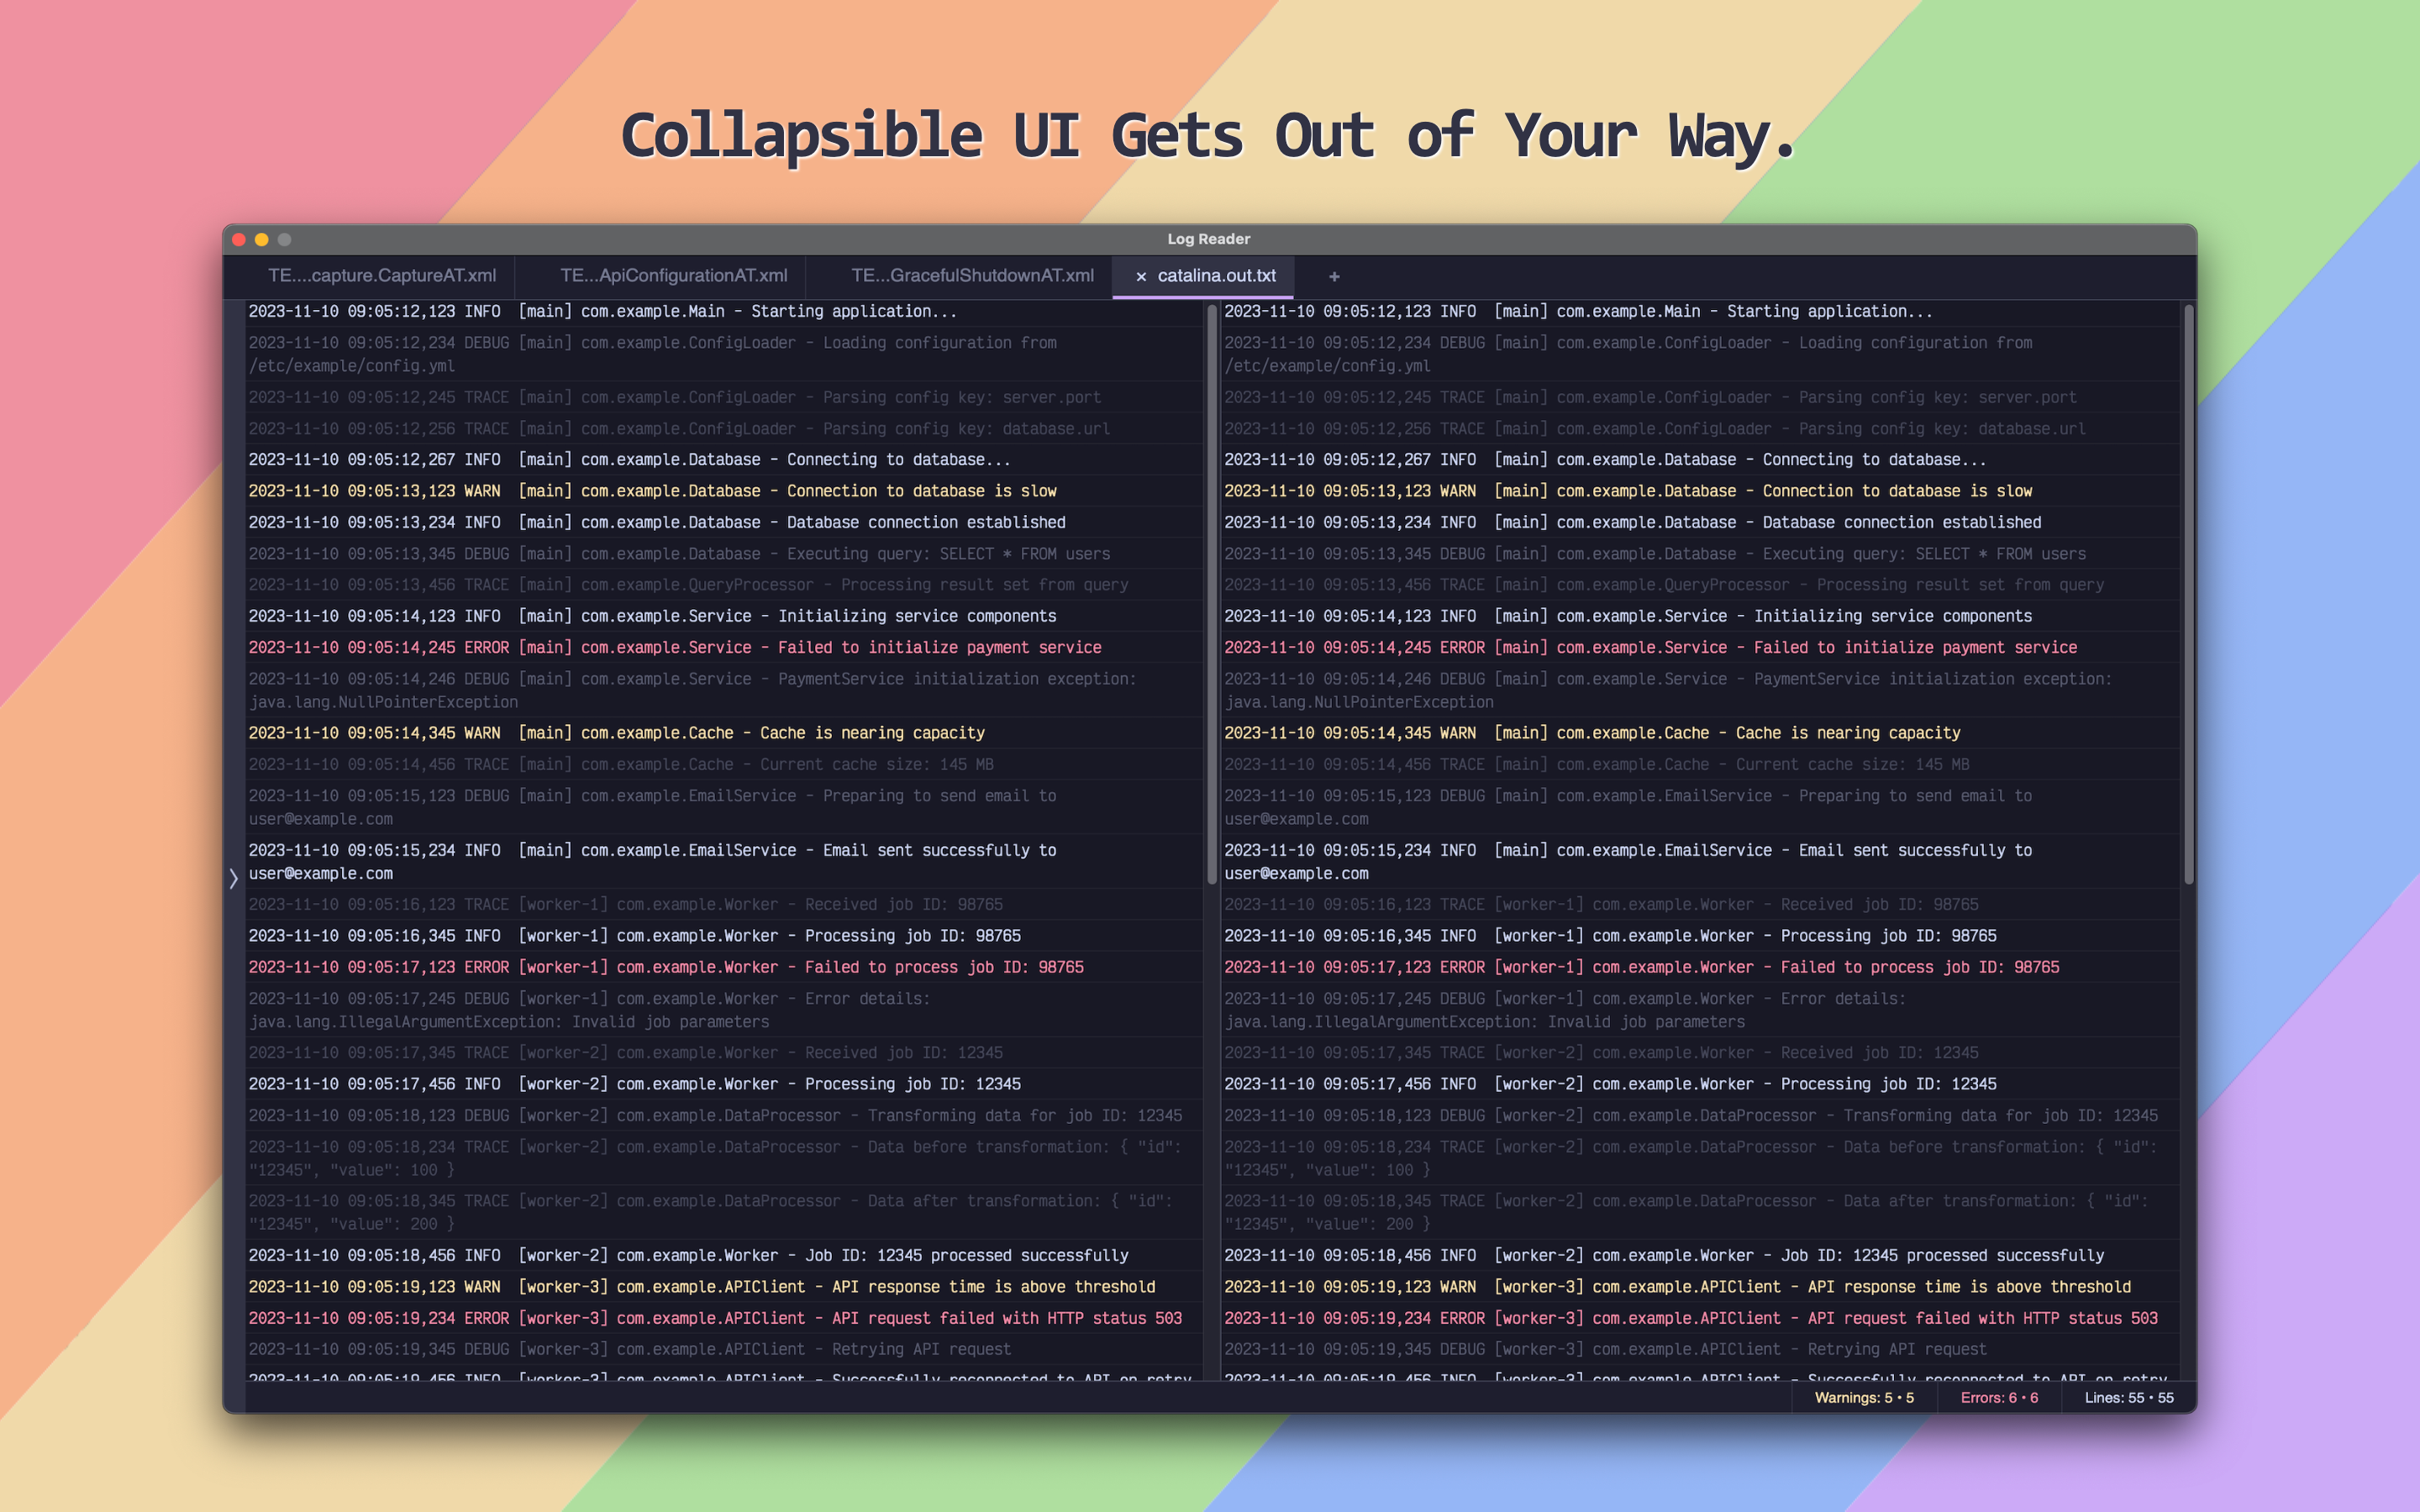 Collapsible UI Gets Out of Your Way.
Log Reader
TE....capture.CaptureAT.xml
TE...ApiConfigurationAT.xml
TE...GracefulShutdownAT.xml
× catalina.out.txt
+
2023-11-10 09:05:12,123 INFO  [main] com.example.Main - Starting application...
2023-11-10 09:05:12,234 DEBUG [main] com.example.ConfigLoader - Loading configuration from
/etc/example/config.yml
2023-11-10 09:05:12,245 TRACE [main] com.example.ConfigLoader - Parsing config key: server.port
2023-11-10 09:05:12,256 TRACE [main] com.example.ConfigLoader - Parsing config key: database.url
2023-11-10 09:05:12,267 INFO  [main] com.example.Database - Connecting to database...
2023-11-10 09:05:13,123 WARN  [main] com.example.Database - Connection to database is slow
2023-11-10 09:05:13,234 INFO  [main] com.example.Database - Database connection established
2023-11-10 09:05:13,345 DEBUG [main] com.example.Database - Executing query: SELECT * FROM users
2023-11-10 09:05:13,456 TRACE [main] com.example.QueryProcessor - Processing result set from query
2023-11-10 09:05:14,123 INFO  [main] com.example.Service - Initializing service components
2023-11-10 09:05:14,245 ERROR [main] com.example.Service - Failed to initialize payment service
2023-11-10 09:05:14,246 DEBUG [main] com.example.Service - PaymentService initialization exception:
java.lang.NullPointerException
2023-11-10 09:05:14,345 WARN  [main] com.example.Cache - Cache is nearing capacity
2023-11-10 09:05:14,456 TRACE [main] com.example.Cache - Current cache size: 145 MB
2023-11-10 09:05:15,123 DEBUG [main] com.example.EmailService - Preparing to send email to
user@example.com
2023-11-10 09:05:15,234 INFO  [main] com.example.EmailService - Email sent successfully to
user@example.com
2023-11-10 09:05:16,123 TRACE [worker-1] com.example.Worker - Received job ID: 98765
2023-11-10 09:05:16,345 INFO  [worker-1] com.example.Worker - Processing job ID: 98765
2023-11-10 09:05:17,123 ERROR [worker-1] com.example.Worker - Failed to process job ID: 98765
2023-11-10 09:05:17,245 DEBUG [worker-1] com.example.Worker - Error details:
java.lang.IllegalArgumentException: Invalid job parameters
2023-11-10 09:05:17,345 TRACE [worker-2] com.example.Worker - Received job ID: 12345
2023-11-10 09:05:17,456 INFO  [worker-2] com.example.Worker - Processing job ID: 12345
2023-11-10 09:05:18,123 DEBUG [worker-2] com.example.DataProcessor - Transforming data for job ID: 12345
2023-11-10 09:05:18,234 TRACE [worker-2] com.example.DataProcessor - Data before transformation: { "id":
"12345", "value": 100 }
2023-11-10 09:05:18,345 TRACE [worker-2] com.example.DataProcessor - Data after transformation: { "id":
"12345", "value": 200 }
2023-11-10 09:05:18,456 INFO  [worker-2] com.example.Worker - Job ID: 12345 processed successfully
2023-11-10 09:05:19,123 WARN  [worker-3] com.example.APIClient - API response time is above threshold
2023-11-10 09:05:19,234 ERROR [worker-3] com.example.APIClient - API request failed with HTTP status 503
2023-11-10 09:05:19,345 DEBUG [worker-3] com.example.APIClient - Retrying API request
2023-11-10 09:05:19,456 INFO  [worker-3] com.example.APIClient - Successfully reconnected to API on retry
2023-11-10 09:05:12,123 INFO  [main] com.example.Main - Starting application...
2023-11-10 09:05:12,234 DEBUG [main] com.example.ConfigLoader - Loading configuration from
/etc/example/config.yml
2023-11-10 09:05:12,245 TRACE [main] com.example.ConfigLoader - Parsing config key: server.port
2023-11-10 09:05:12,256 TRACE [main] com.example.ConfigLoader - Parsing config key: database.url
2023-11-10 09:05:12,267 INFO  [main] com.example.Database - Connecting to database...
2023-11-10 09:05:13,123 WARN  [main] com.example.Database - Connection to database is slow
2023-11-10 09:05:13,234 INFO  [main] com.example.Database - Database connection established
2023-11-10 09:05:13,345 DEBUG [main] com.example.Database - Executing query: SELECT * FROM users
2023-11-10 09:05:13,456 TRACE [main] com.example.QueryProcessor - Processing result set from query
2023-11-10 09:05:14,123 INFO  [main] com.example.Service - Initializing service components
2023-11-10 09:05:14,245 ERROR [main] com.example.Service - Failed to initialize payment service
2023-11-10 09:05:14,246 DEBUG [main] com.example.Service - PaymentService initialization exception:
java.lang.NullPointerException
2023-11-10 09:05:14,345 WARN  [main] com.example.Cache - Cache is nearing capacity
2023-11-10 09:05:14,456 TRACE [main] com.example.Cache - Current cache size: 145 MB
2023-11-10 09:05:15,123 DEBUG [main] com.example.EmailService - Preparing to send email to
user@example.com
2023-11-10 09:05:15,234 INFO  [main] com.example.EmailService - Email sent successfully to
user@example.com
2023-11-10 09:05:16,123 TRACE [worker-1] com.example.Worker - Received job ID: 98765
2023-11-10 09:05:16,345 INFO  [worker-1] com.example.Worker - Processing job ID: 98765
2023-11-10 09:05:17,123 ERROR [worker-1] com.example.Worker - Failed to process job ID: 98765
2023-11-10 09:05:17,245 DEBUG [worker-1] com.example.Worker - Error details:
java.lang.IllegalArgumentException: Invalid job parameters
2023-11-10 09:05:17,345 TRACE [worker-2] com.example.Worker - Received job ID: 12345
2023-11-10 09:05:17,456 INFO  [worker-2] com.example.Worker - Processing job ID: 12345
2023-11-10 09:05:18,123 DEBUG [worker-2] com.example.DataProcessor - Transforming data for job ID: 12345
2023-11-10 09:05:18,234 TRACE [worker-2] com.example.DataProcessor - Data before transformation: { "id":
"12345", "value": 100 }
2023-11-10 09:05:18,345 TRACE [worker-2] com.example.DataProcessor - Data after transformation: { "id":
"12345", "value": 200 }
2023-11-10 09:05:18,456 INFO  [worker-2] com.example.Worker - Job ID: 12345 processed successfully
2023-11-10 09:05:19,123 WARN  [worker-3] com.example.APIClient - API response time is above threshold
2023-11-10 09:05:19,234 ERROR [worker-3] com.example.APIClient - API request failed with HTTP status 503
2023-11-10 09:05:19,345 DEBUG [worker-3] com.example.APIClient - Retrying API request
2023-11-10 09:05:19,456 INFO  [worker-3] com.example.APIClient - Successfully reconnected to API on retry
Warnings: 5 • 5
Errors: 6 • 6
Lines: 55 • 55